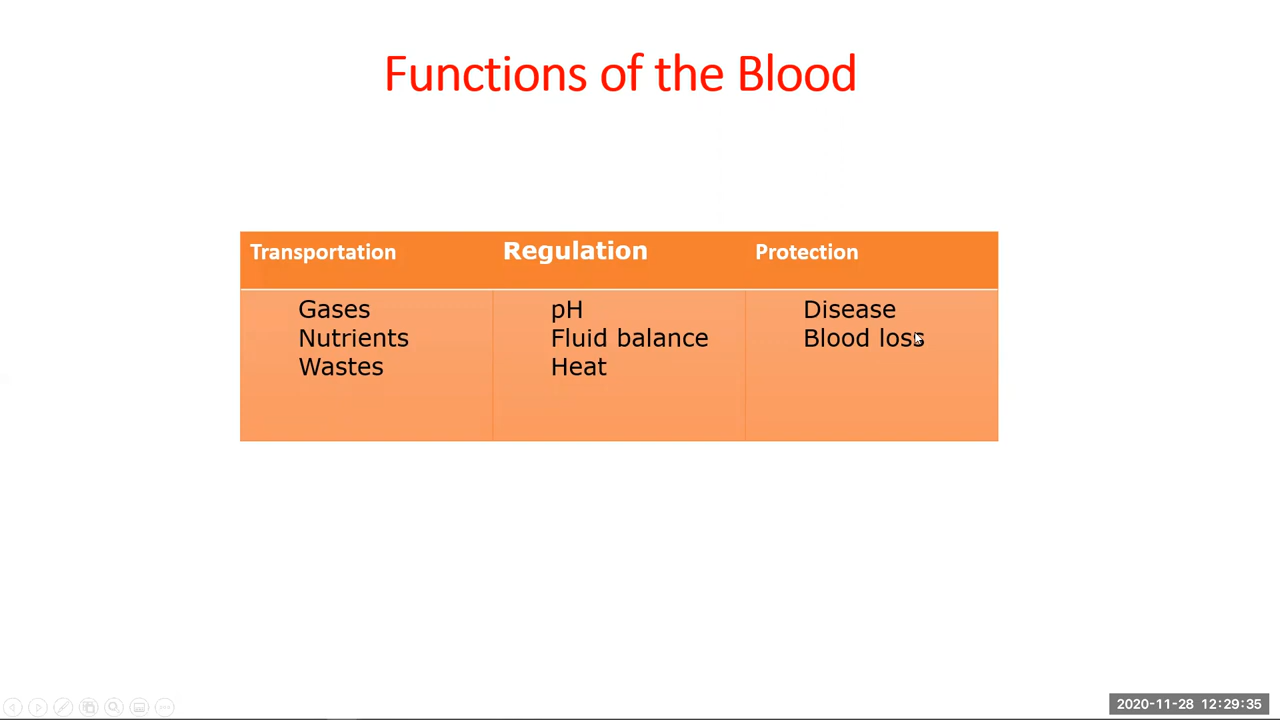 Functions of the Blood
Transportation Regulation Protection
Gases pH Disease
Nutrients Fluid balance Blood loss
Wastes Heat
2020-11-28 12:29:35